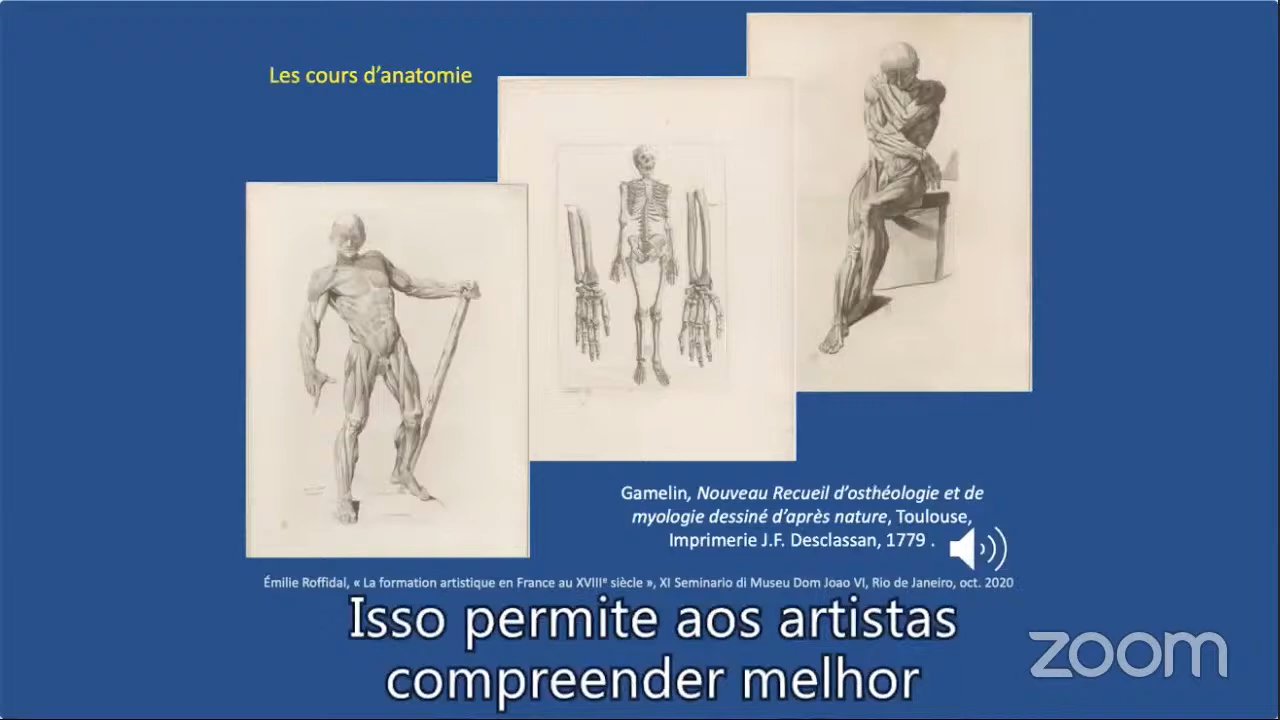 Les cours d’anatomie
Gamelin, Nouveau Recueil d’osthéologie et de
myologie dessiné d’après nature, Toulouse,
Imprimerie J.F. Desclassan, 1779 .
Émilie Roffidal, « La formation artistique en France au XVIIIᵉ siècle », XI Seminario di Museu Dom Joao VI, Rio de Janeiro, oct. 2020
Isso permite aos artistas
compreender melhor
zoom